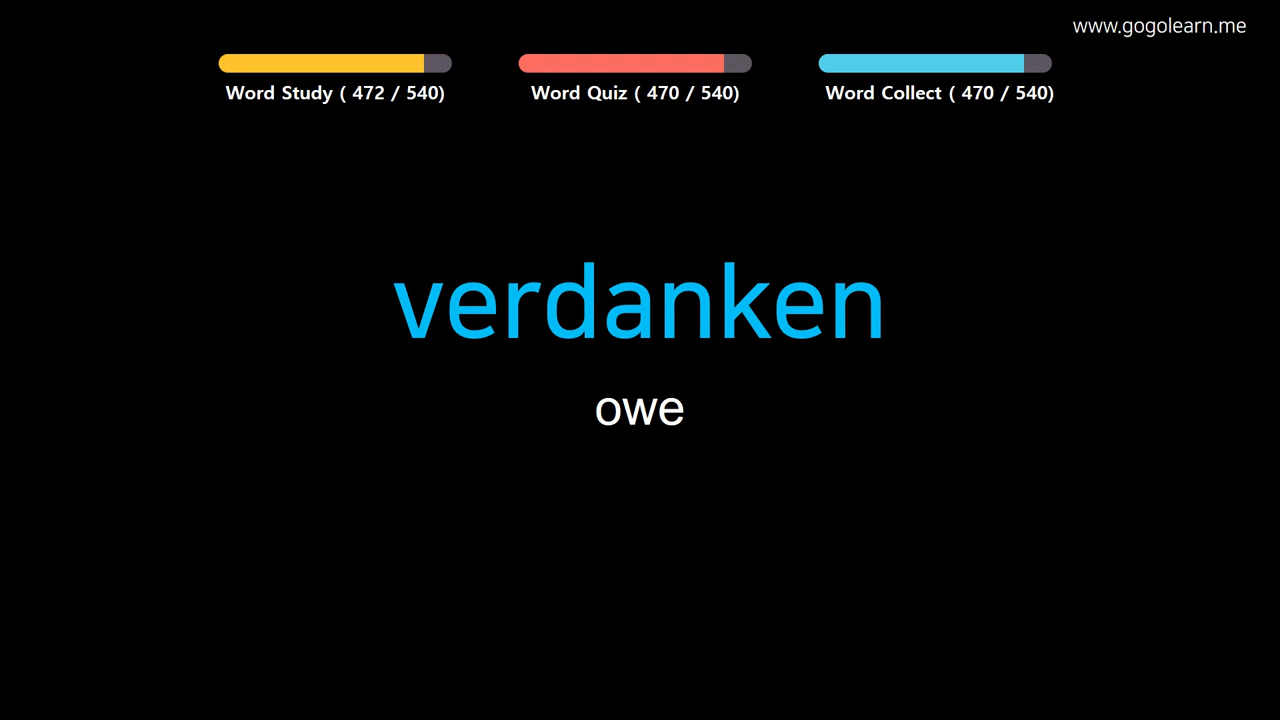 www.gogolearn.me
Word Study ( 472 / 540)
Word Quiz ( 470 / 540)
Word Collect ( 470 / 540)
verdanken
owe